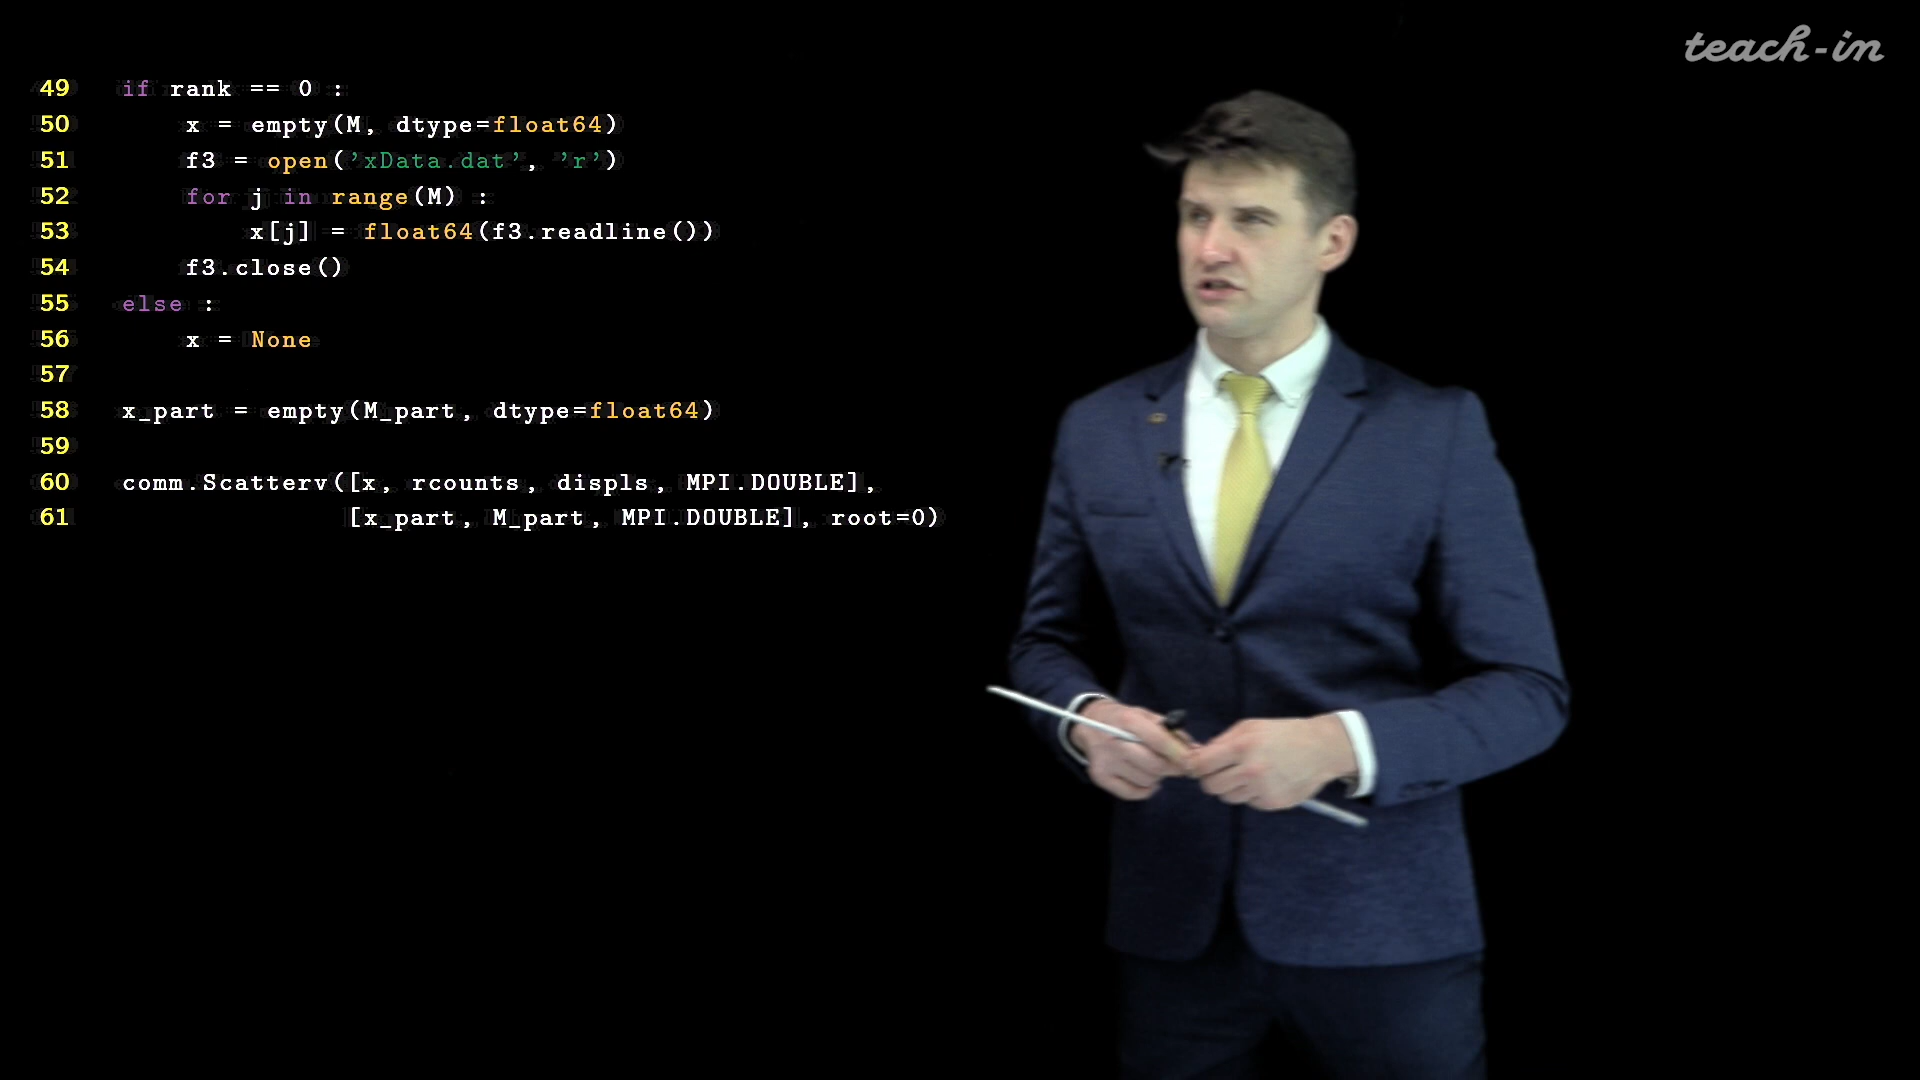 teach-in
49 if rank == 0 :
50     x = empty(M, dtype=float64)
51     f3 = open('xData.dat', 'r')
52     for j in range(M) :
53         x[j] = float64(f3.readline())
54     f3.close()
55 else :
56     x = None
57
58 x_part = empty(M_part, dtype=float64)
59
60 comm.Scatterv([x, rcounts, displs, MPI.DOUBLE],
61               [x_part, M_part, MPI.DOUBLE], root=0)